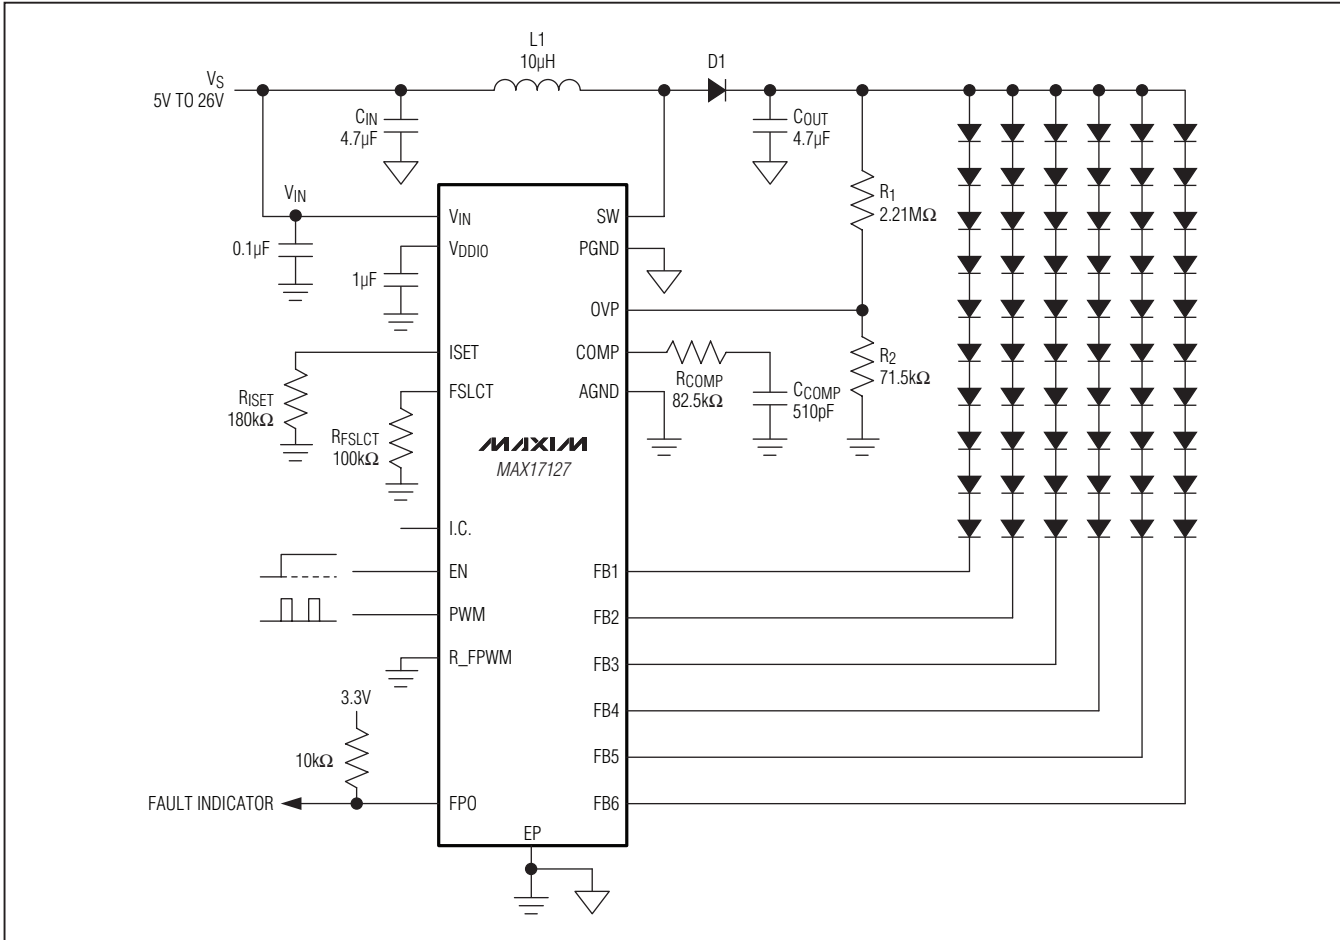 L1
10µH
D1
VS
5V TO 26V
CIN
4.7µF
COUT
4.7µF
R1
2.21MΩ
VIN
0.1µF
VIN
SW
VDDIO
PGND
1µF
OVP
ISET
COMP
RCOMP
82.5kΩ
CCOMP
510pF
R2
71.5kΩ
RISET
180kΩ
FSLCT
AGND
RFSLCT
100kΩ
MAXIM
MAX17127
I.C.
EN
FB1
PWM
FB2
R_FPWM
FB3
3.3V
FB4
10kΩ
FB5
FAULT INDICATOR
FPO
FB6
EP